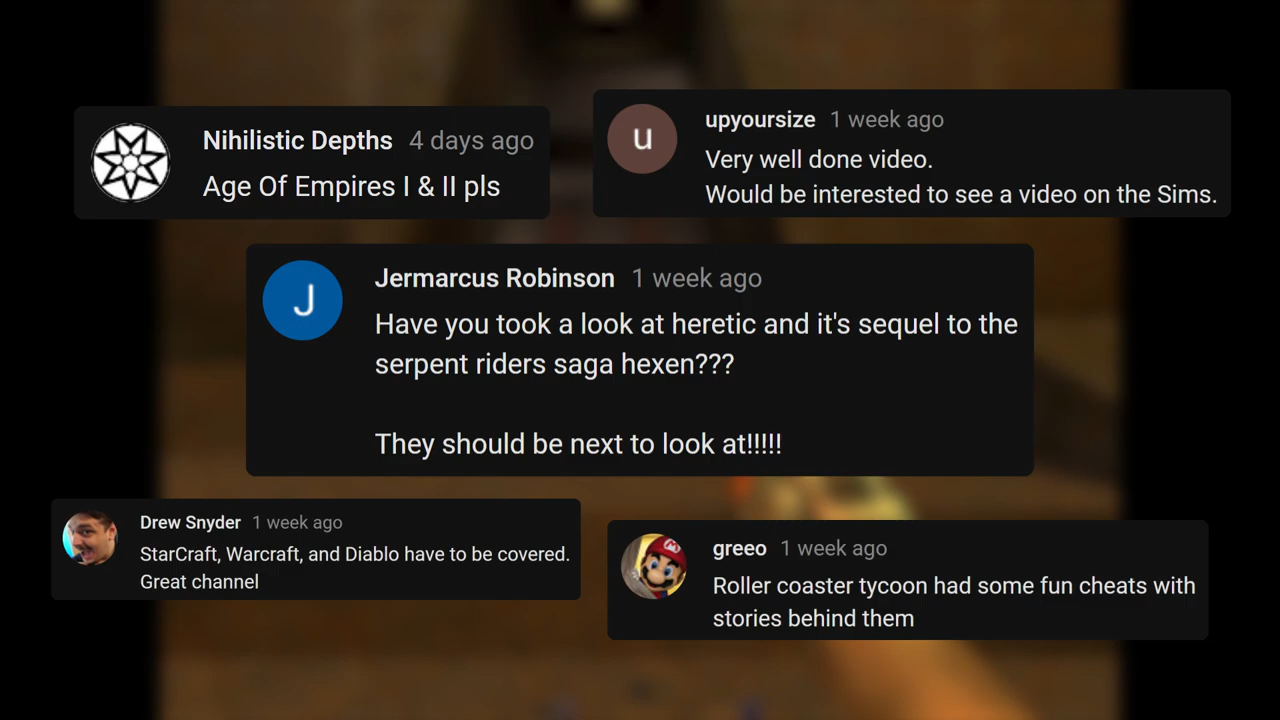 Nihilistic Depths 4 days ago
Age Of Empires I & II pls
u
upyoursize 1 week ago
Very well done video.
Would be interested to see a video on the Sims.
J
Jermarcus Robinson 1 week ago
Have you took a look at heretic and it's sequel to the
serpent riders saga hexen???
They should be next to look at!!!!!
Drew Snyder 1 week ago
StarCraft, Warcraft, and Diablo have to be covered.
Great channel
M
greeo 1 week ago
Roller coaster tycoon had some fun cheats with
stories behind them